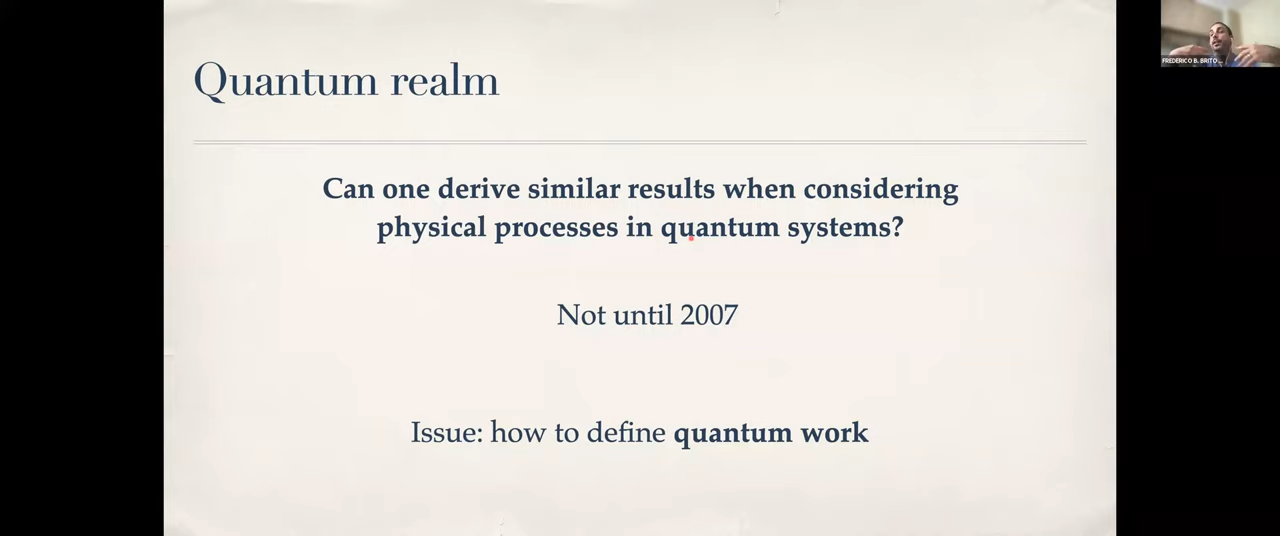 Quantum realm
Can one derive similar results when considering
physical processes in quantum systems?
Not until 2007
Issue: how to define quantum work
FREDERICO B. BRITO ...